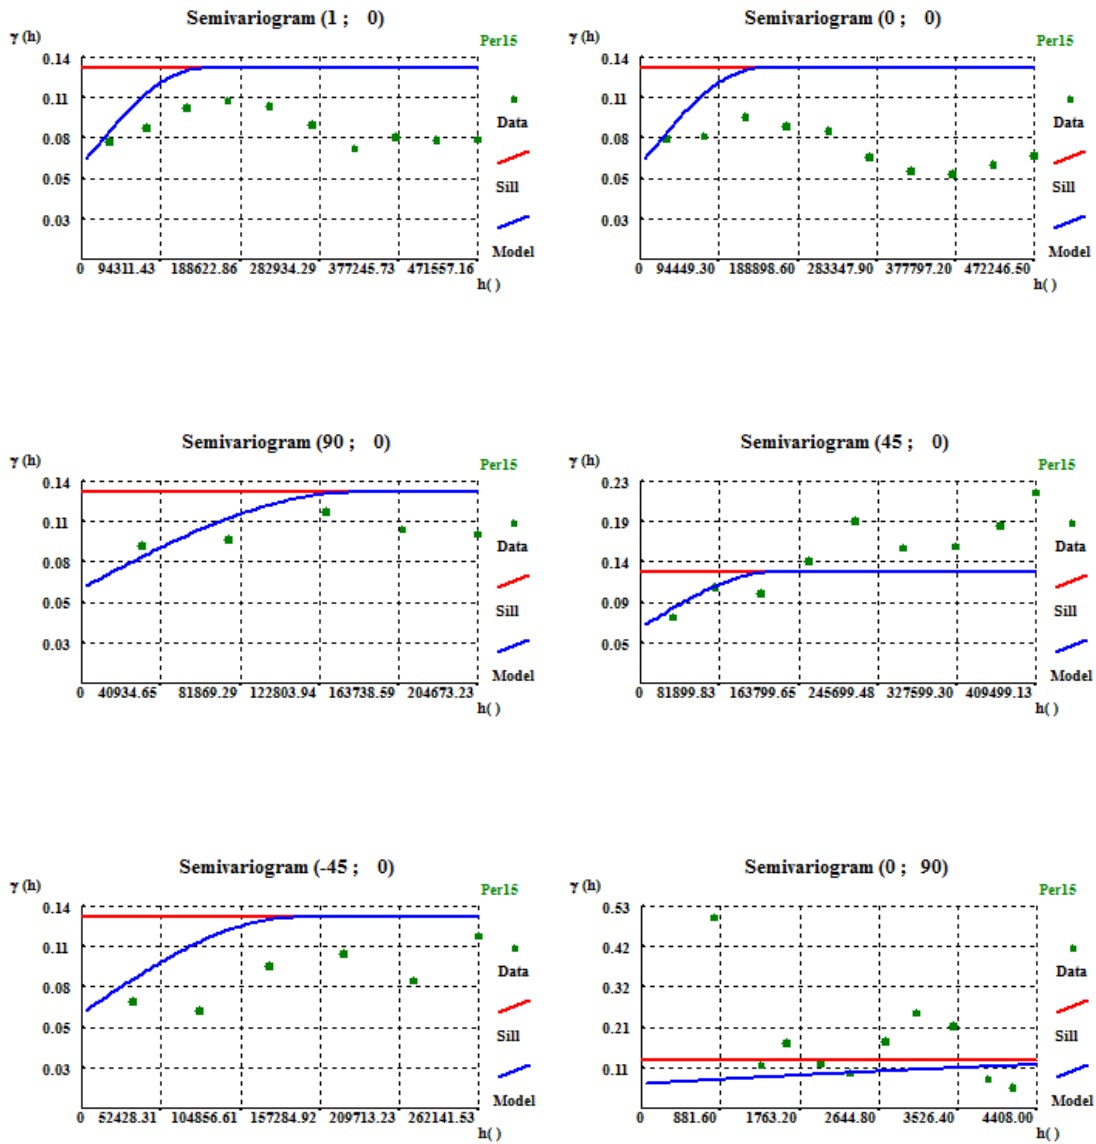 Semivariogram (1 ; 0)
γ (h)
Per15
0.14
0.11
0.08
0.05
0.03
Data
Sill
Model
0 94311.43 188622.86 282934.29 377245.73 471557.16
h( )
Semivariogram (0 ; 0)
γ (h)
Per15
0.14
0.11
0.08
0.05
0.03
Data
Sill
Model
0 94449.30 188898.60 283347.90 377797.20 472246.50
h( )
Semivariogram (90 ; 0)
γ (h)
Per15
0.14
0.11
0.08
0.05
0.03
Data
Sill
Model
0 40934.65 81869.29 122803.94 163738.59 204673.23
h( )
Semivariogram (45 ; 0)
γ (h)
Per15
0.23
0.19
0.14
0.09
0.05
Data
Sill
Model
0 81899.83 163799.65 245699.48 327599.30 409499.13
h( )
Semivariogram (-45 ; 0)
γ (h)
Per15
0.14
0.11
0.08
0.05
0.03
Data
Sill
Model
0 52428.31 104856.61 157284.92 209713.23 262141.53
h( )
Semivariogram (0 ; 90)
γ (h)
Per15
0.53
0.42
0.32
0.21
0.11
Data
Sill
Model
0 881.60 1763.20 2644.80 3526.40 4408.00
h( )